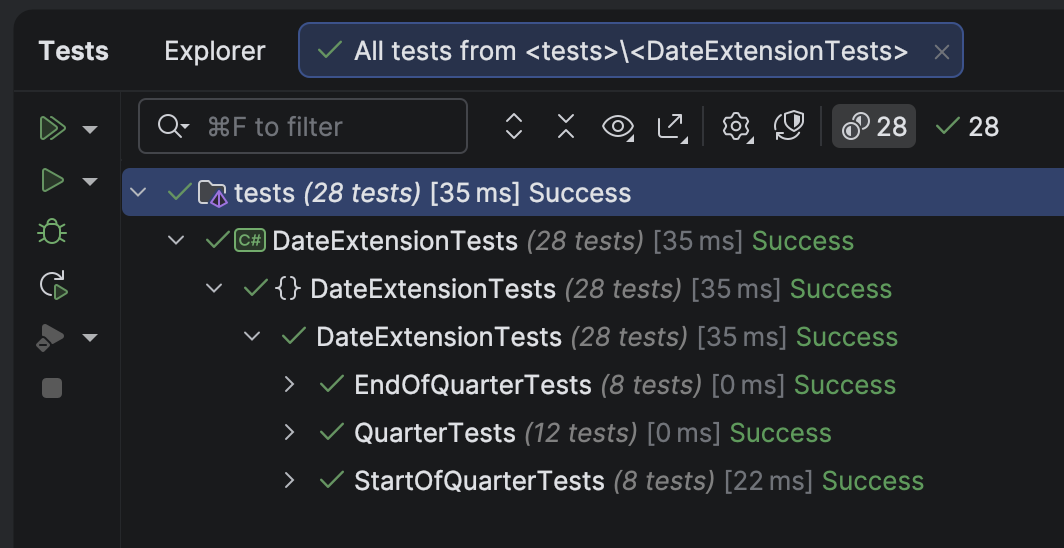 Tests Explorer All tests from <tests>\<DateExtensionTests>
⌘F to filter 28 28
tests (28 tests) [35 ms] Success
C# DateExtensionTests (28 tests) [35 ms] Success
{} DateExtensionTests (28 tests) [35 ms] Success
DateExtensionTests (28 tests) [35 ms] Success
EndOfQuarterTests (8 tests) [0 ms] Success
QuarterTests (12 tests) [0 ms] Success
StartOfQuarterTests (8 tests) [22 ms] Success